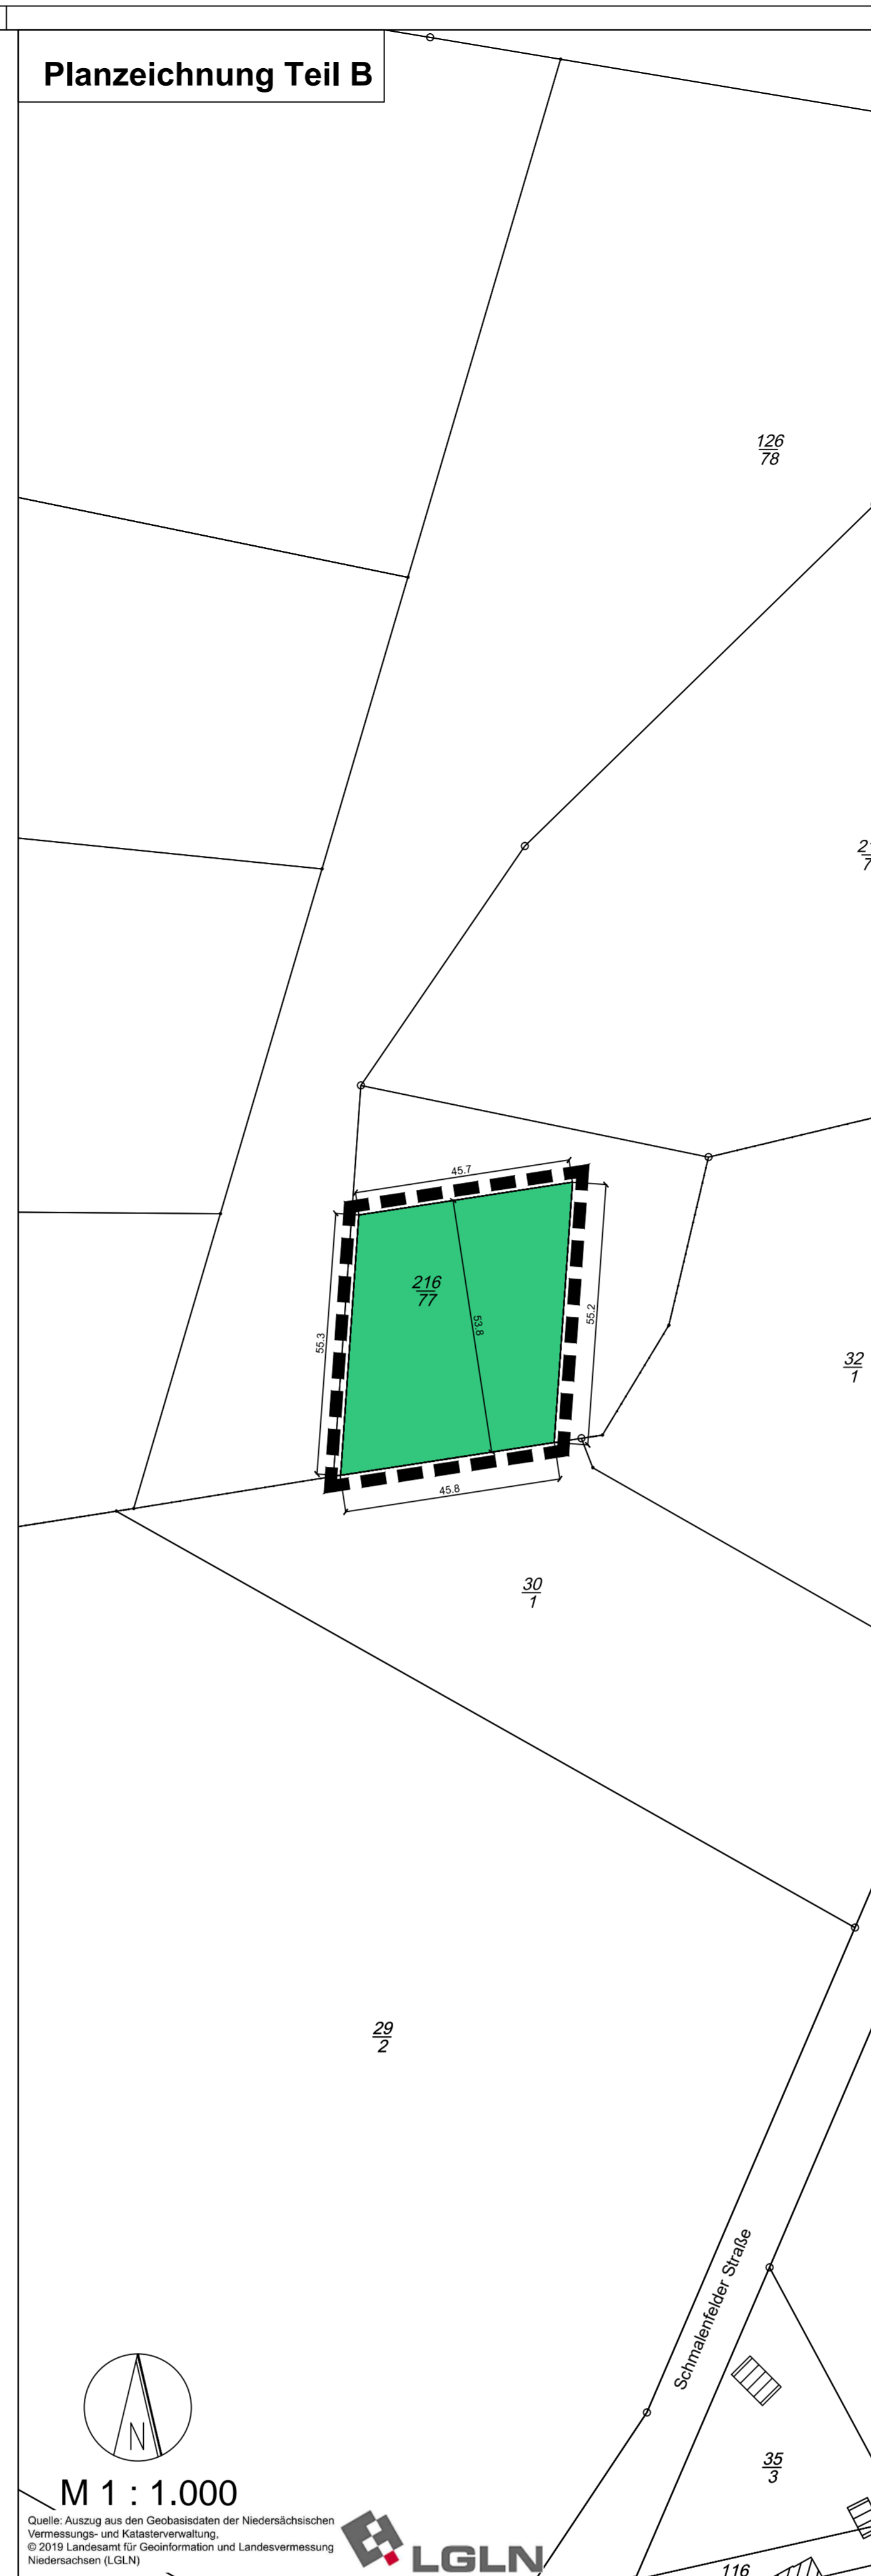 Planzeichnung Teil B
126
78
45.7
216
77
53.8
55.2
55.3
32
1
45.8
30
1
29
2
Schmalenfelder Straße
N
35
3
M 1 : 1.000
Quelle: Auszug aus den Geobasisdaten der Niedersächsischen
Vermessungs- und Katasterverwaltung,
© 2019 Landesamt für Geoinformation und Landesvermessung
Niedersachsen (LGLN)
LGLN
116